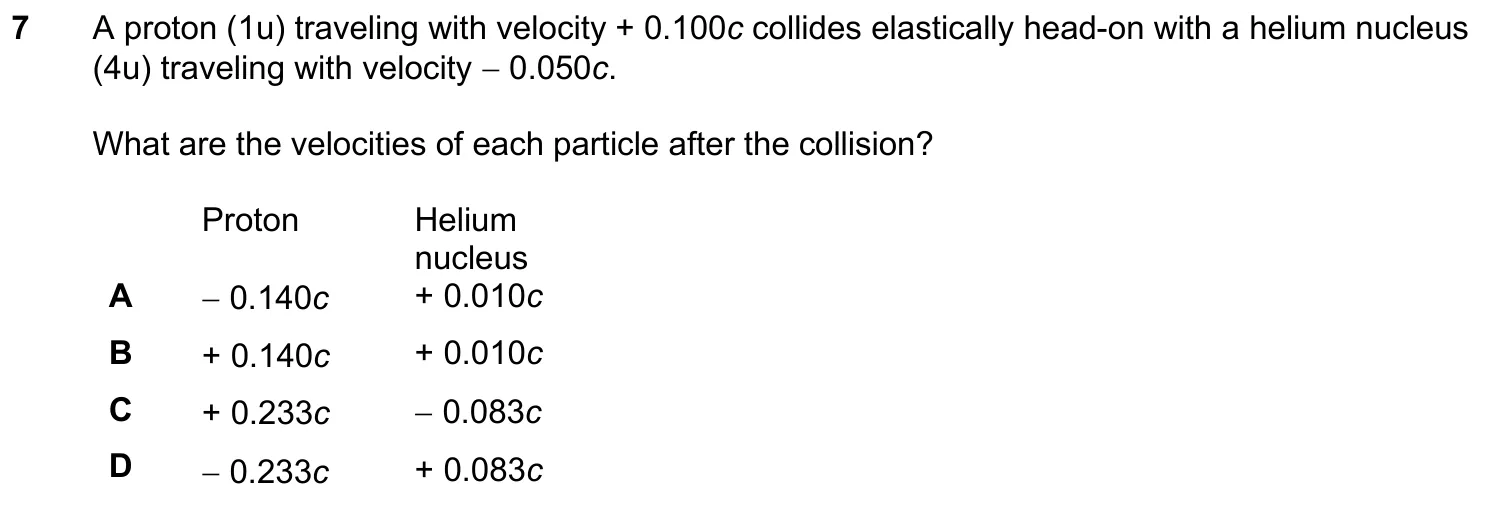 7 A proton (1u) traveling with velocity + 0.100c collides elastically head-on with a helium nucleus
(4u) traveling with velocity – 0.050c.
What are the velocities of each particle after the collision?
Proton Helium
nucleus
A – 0.140c + 0.010c
B + 0.140c + 0.010c
C + 0.233c – 0.083c
D – 0.233c + 0.083c